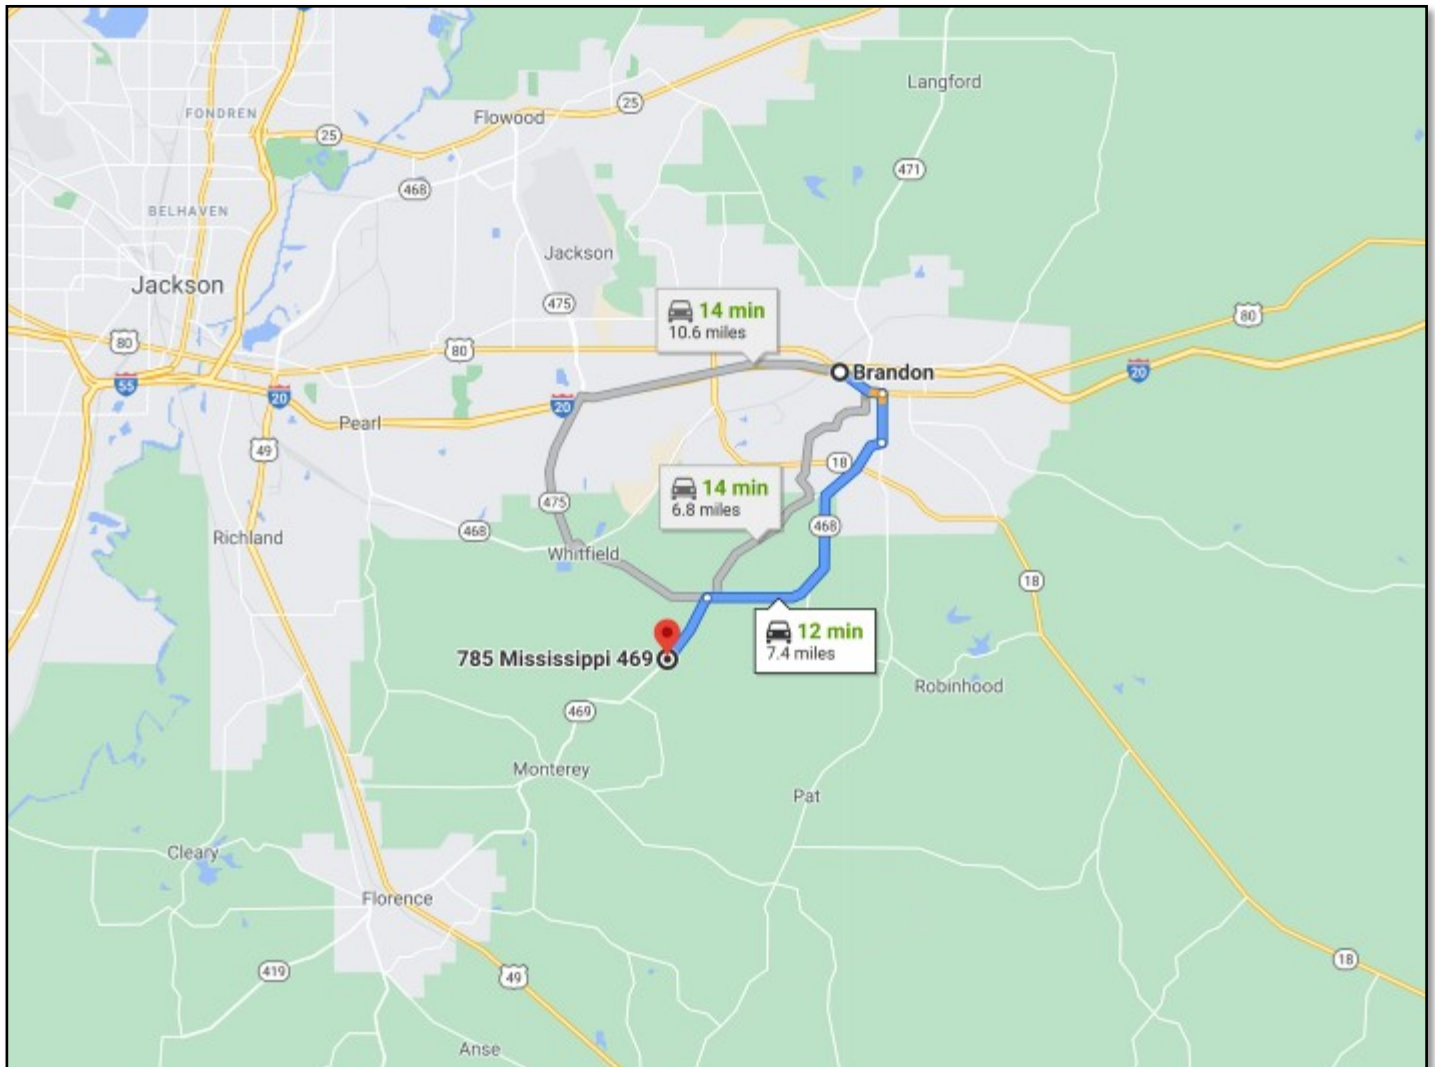 Langford
FONDREN
Flowood
25
25
471
468
BELHAVEN
Jackson
Jackson
475
14 min
10.6 miles
80
80
80
Brandon
20
55
20
20
Pearl
49
18
14 min
6.8 miles
475
468
468
Richland
Whitfield
18
12 min
7.4 miles
785 Mississippi 469
Robinhood
469
Monterey
Pat
Cleary
Florence
18
419
49
Anse